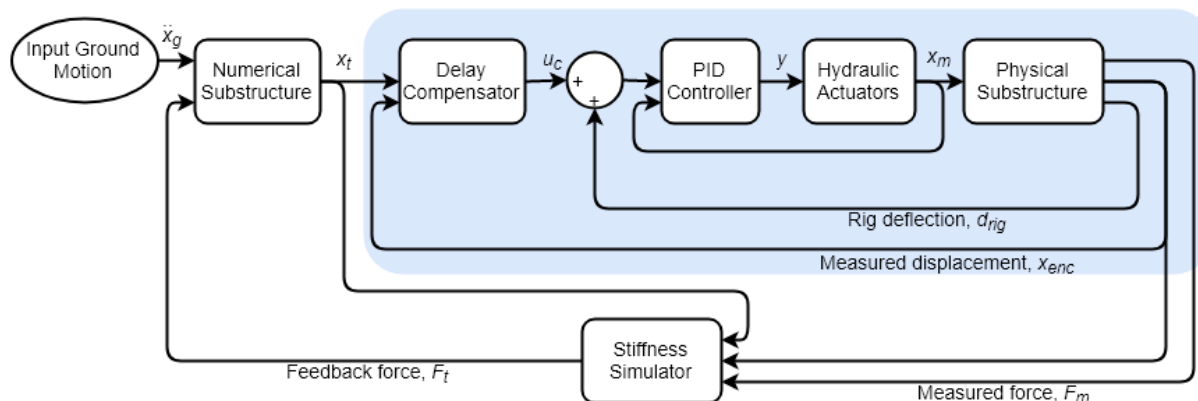 Input Ground
Motion
ẍg
Numerical
Substructure
xt
Delay
Compensator
uc
+
+
PID
Controller
y
Hydraulic
Actuators
xm
Physical
Substructure
Rig deflection, drig
Measured displacement, xenc
Stiffness
Simulator
Feedback force, Ft
Measured force, Fm